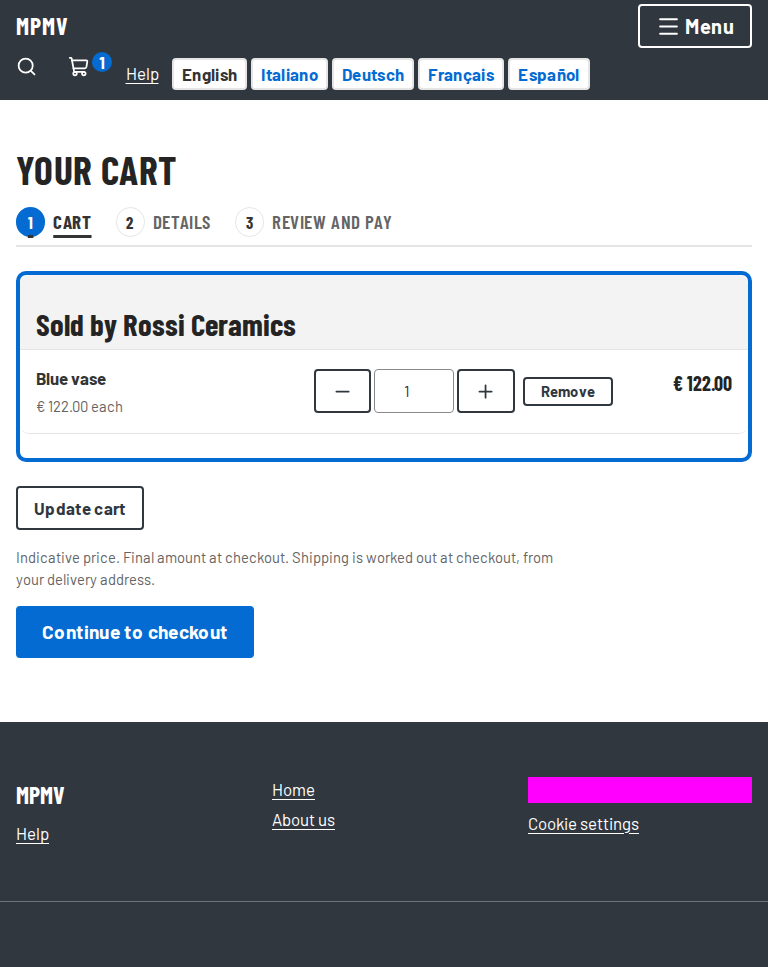 MPMV
Menu
1
Help
English
Italiano
Deutsch
Français
Español
YOUR CART
1 CART
2 DETAILS
3 REVIEW AND PAY
Sold by Rossi Ceramics
Blue vase
€ 122.00 each
1
Remove
€ 122.00
Update cart
Indicative price. Final amount at checkout. Shipping is worked out at checkout, from
your delivery address.
Continue to checkout
MPMV
Help
Home
About us
Cookie settings